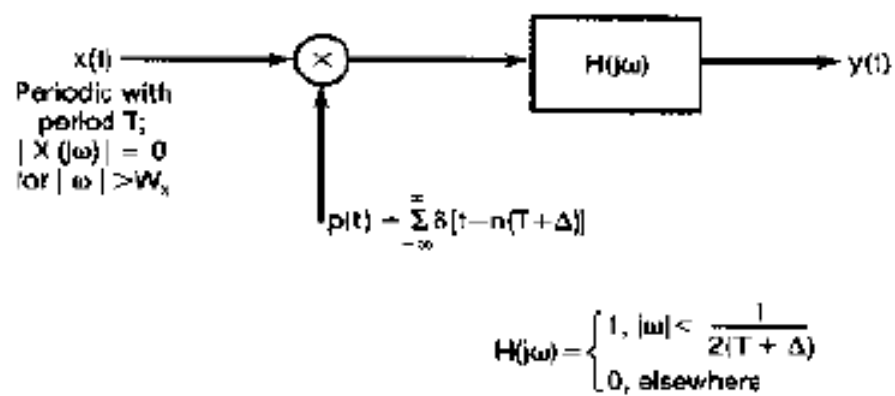 x(t)
Periodic with
period T;
| X (jω)| = 0
for | ω | >Wₓ
×
H(jω)
y(t)
p(t) = Σ δ[t−n(T+Δ)]
∞
−∞
H(jω) = { 1, |ω| < 1 / 2(T + Δ)
0, elsewhere